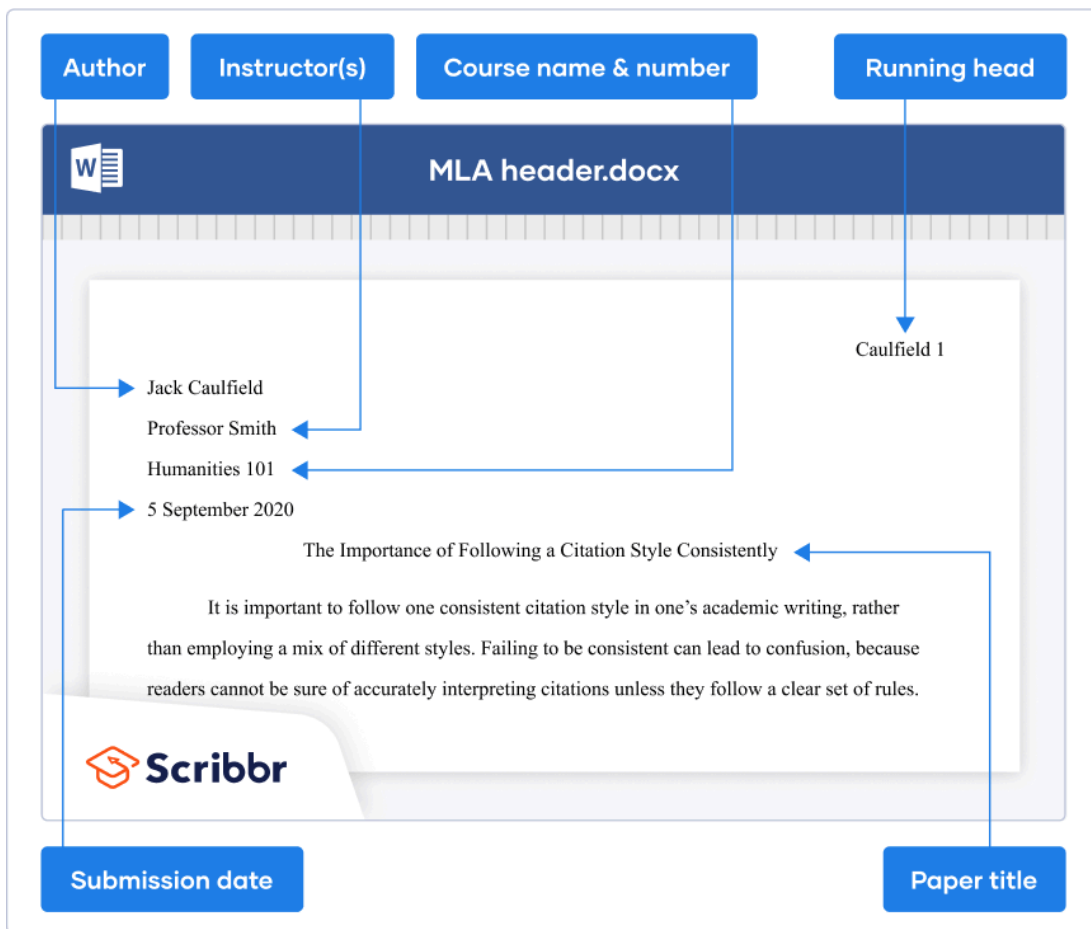 Author Instructor(s) Course name & number Running head
W MLA header.docx
Caulfield 1
Jack Caulfield
Professor Smith
Humanities 101
5 September 2020
The Importance of Following a Citation Style Consistently
It is important to follow one consistent citation style in one’s academic writing, rather
than employing a mix of different styles. Failing to be consistent can lead to confusion, because
readers cannot be sure of accurately interpreting citations unless they follow a clear set of rules.
Scribbr
Submission date Paper title